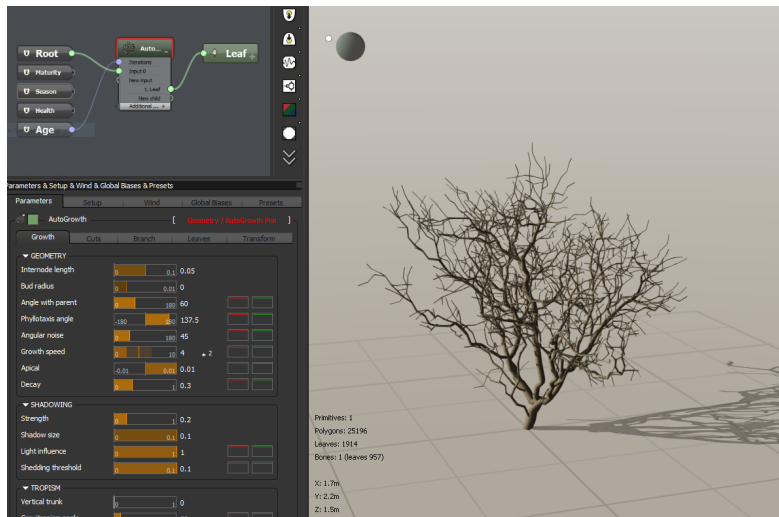 Root
Maturity
Season
Health
Age
Auto...
Iterations
Input 0
New input
1. Leaf
New child
Additional ... +
Leaf
Parameters & Setup & Wind & Global Biases & Presets
Parameters Setup Wind Global Biases Presets
AutoGrowth [ Geometry / AutoGrowth Prim ]
Growth Cuts Branch Leaves Transform
GEOMETRY
Internode length 0 0.1 0.05
Bud radius 0 0.01 0
Angle with parent 0 180 60
Phyllotaxis angle -180 180 137.5
Angular noise 0 180 45
Growth speed 0 10 4 2
Apical -0.01 0.01 0.01
Decay 0 1 0.3
SHADOWING
Strength 0 1 0.2
Shadow size 0 0.1 0.1
Light influence 0 1 1
Shedding threshold 0 0.1 0.1
TROPISM
Vertical trunk 0 1 0
Primitives: 1
Polygons: 25196
Leaves: 1914
Bones: 1 (leaves 957)
X: 1.7m
Y: 2.2m
Z: 1.5m